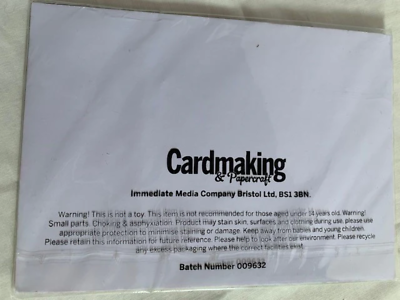 Cardmaking
& Papercraft
Immediate Media Company Bristol Ltd, BS1 3BN.
Warning! This is not a toy. This item is not recommended for those aged under 14 years old. Warning!
Small parts. Choking & asphyxiation. Product may stain skin, surfaces and clothing during use, please use
appropriate protection to minimise staining or damage. Keep away from babies and young children.
Please retain this information for future reference. Please help to look after our environment. Please recycle
any excess packaging where the correct facilities exist.
Batch Number 009632